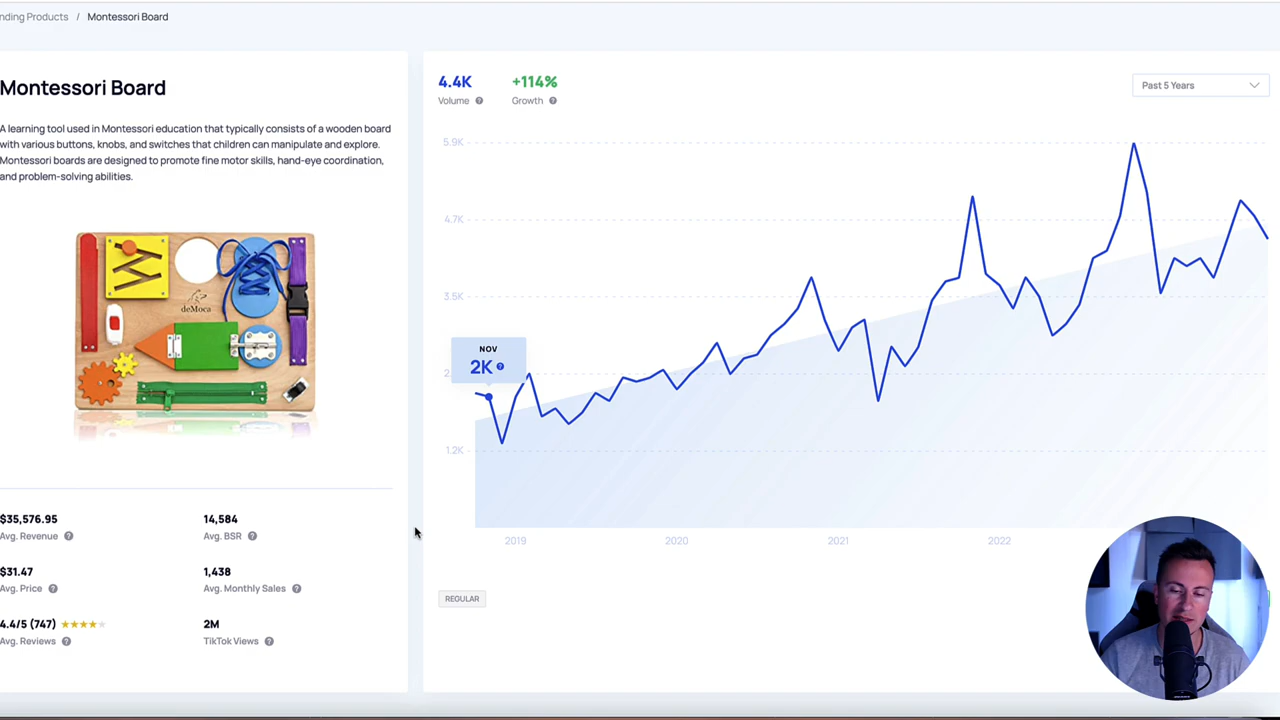 nding Products / Montessori Board
Montessori Board
A learning tool used in Montessori education that typically consists of a wooden board
with various buttons, knobs, and switches that children can manipulate and explore.
Montessori boards are designed to promote fine motor skills, hand-eye coordination,
and problem-solving abilities.
deMoca
$35,576.95
Avg. Revenue ?
14,584
Avg. BSR ?
$31.47
Avg. Price ?
1,438
Avg. Monthly Sales ?
4.4/5 (747)
Avg. Reviews ?
2M
TikTok Views ?
4.4K
Volume ?
+114%
Growth ?
Past 5 Years
5.9K
4.7K
3.5K
2.
1.2K
NOV
2K ?
2019 2020 2021 2022
REGULAR